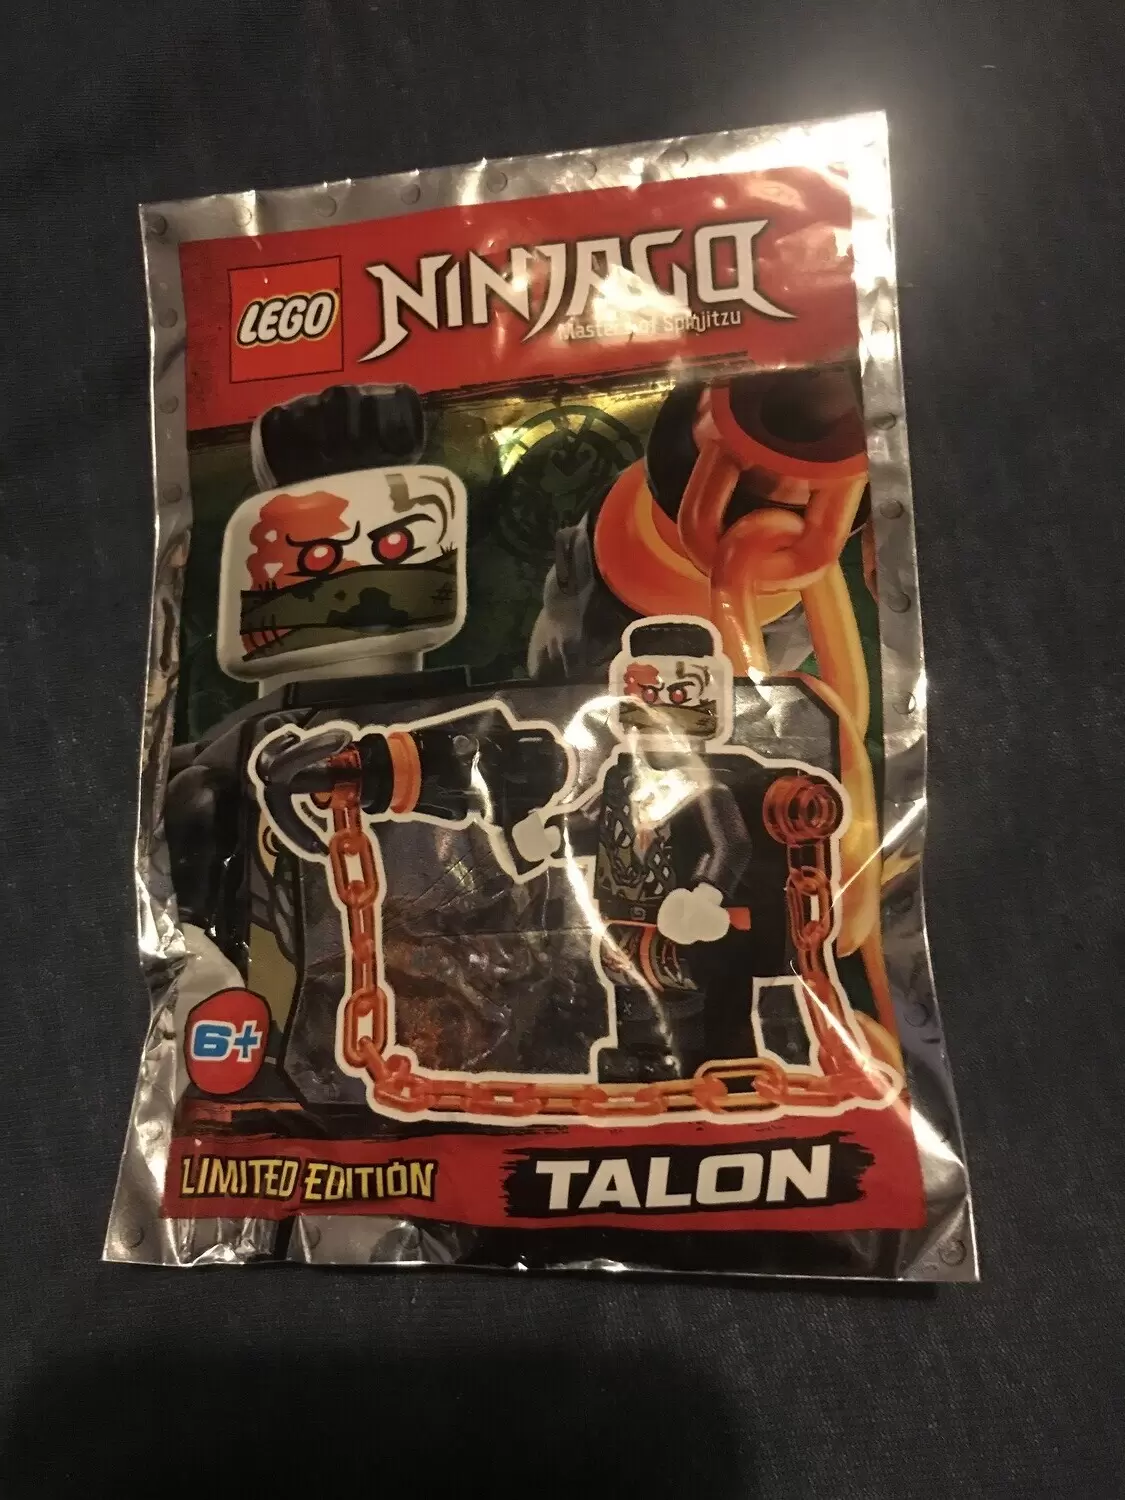 LEGO
NINJAGO
Masters of Spinjitzu
6+
LIMITED EDITION
TALON